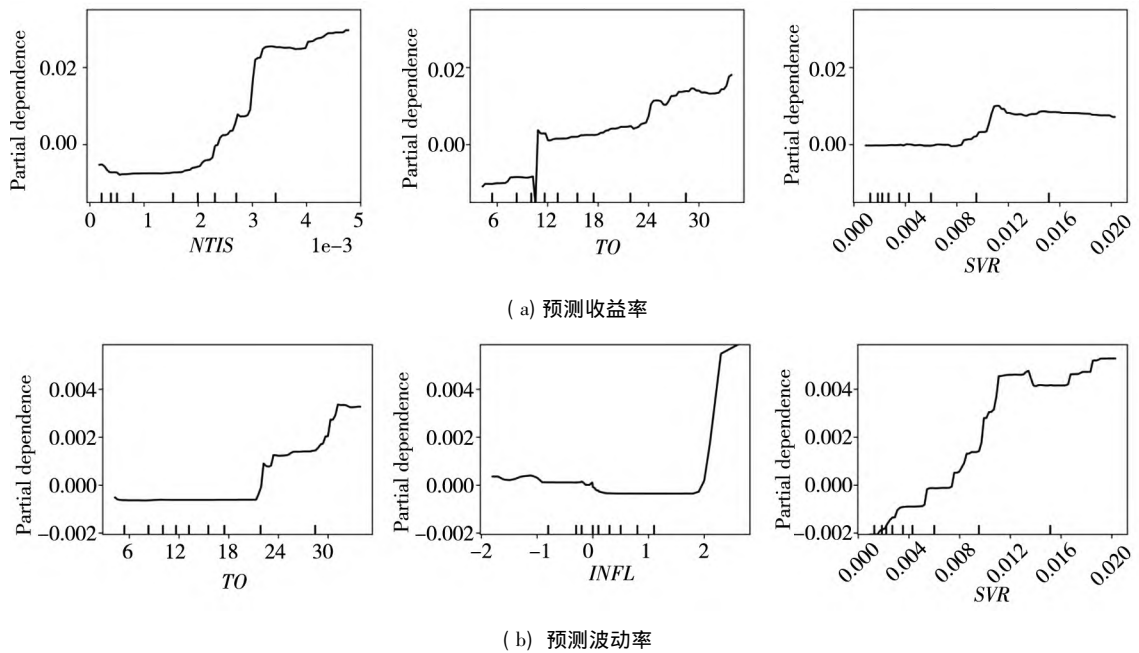 Partial dependence
0.02
0.00
0 1 2 3 4 5
NTIS
1e-3
Partial dependence
0.02
0.00
6 12 18 24 30
TO
Partial dependence
0.02
0.00
0.000 0.004 0.008 0.012 0.016 0.020
SVR
(a) 预测收益率
Partial dependence
0.004
0.002
0.000
-0.002
6 12 18 24 30
TO
Partial dependence
0.004
0.002
0.000
-0.002
-2 -1 0 1 2
INFL
Partial dependence
0.004
0.002
0.000
-0.002
0.000 0.004 0.008 0.012 0.016 0.020
SVR
(b) 预测波动率